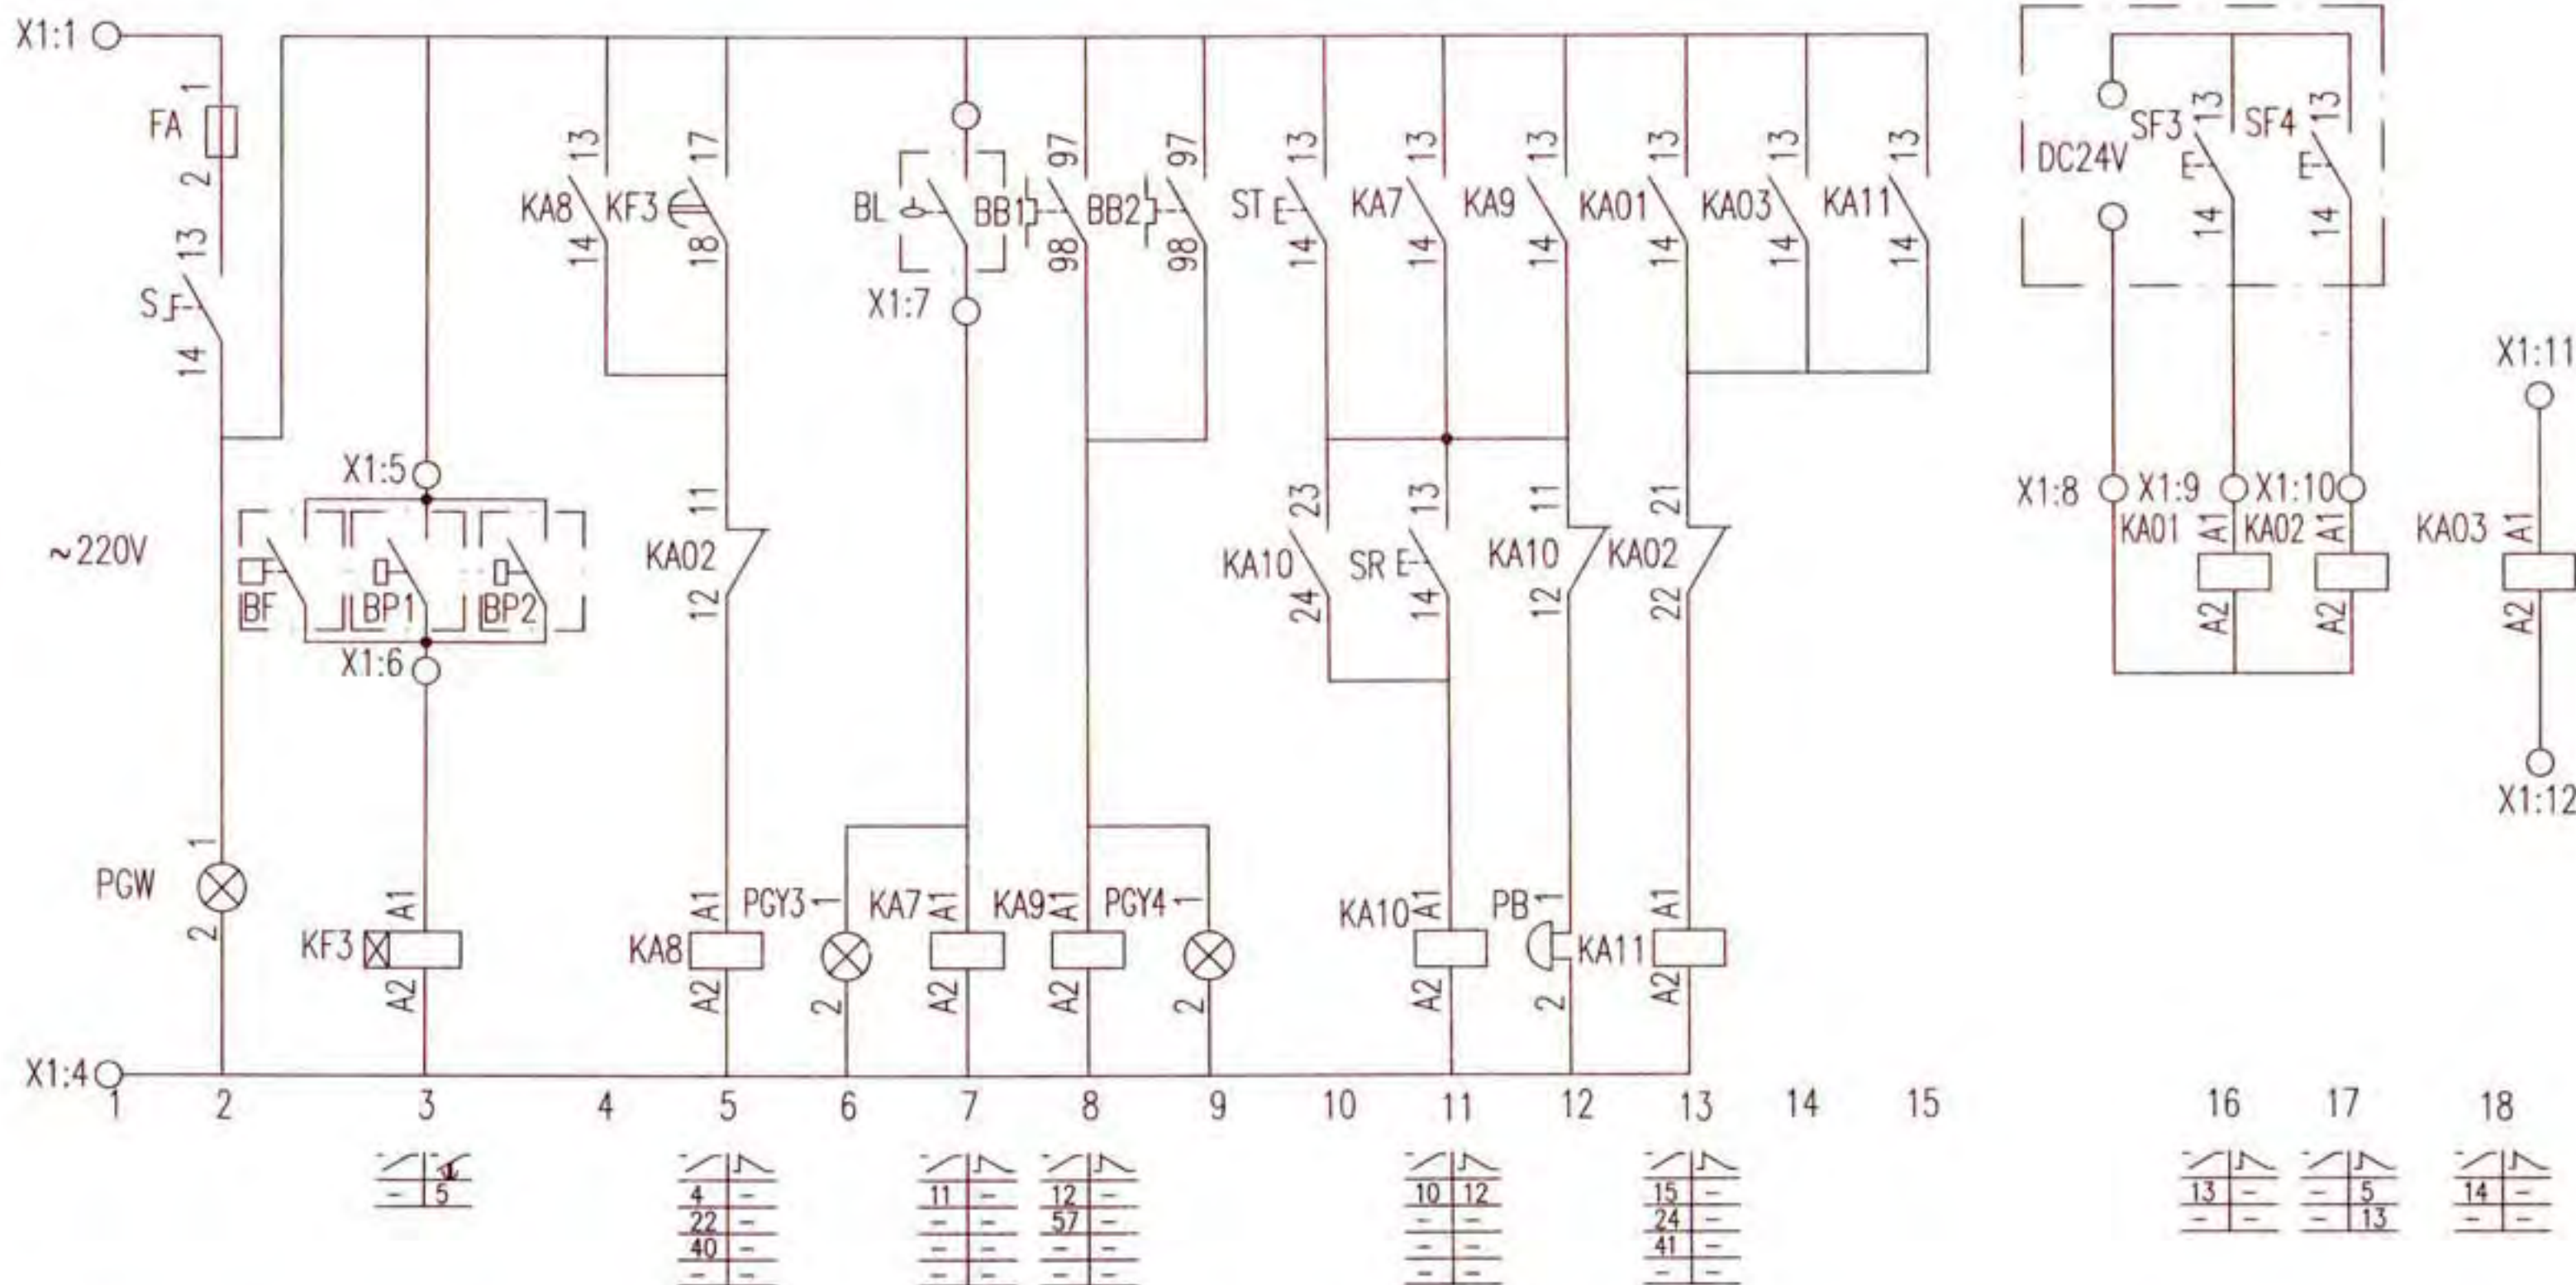 X1:1
1
FA
2
13
S
14
~220V
1
PGW
2
X1:4
X1:5
BF
BP1
BP2
X1:6
A1
KF3
A2
13
KA8
14
17
KF3
18
11
KA02
12
A1
KA8
A2
BL
X1:7
PGY3
1
2
KA7
A1
A2
97
BB1
98
97
BB2
98
KA9
A1
A2
PGY4
1
2
13
ST
14
13
KA7
14
13
KA9
14
13
KA01
14
13
KA03
14
13
KA11
14
23
KA10
24
13
SR
14
11
KA10
12
21
KA02
22
KA10
A1
A2
PB
1
2
KA11
A1
A2
DC24V
SF3
13
14
SF4
13
14
X1:8
X1:9
X1:10
KA01
A1
A2
KA02
A1
A2
X1:11
KA03
A1
A2
X1:12
1 2 3 4 5 6 7 8 9 10 11 12 13 14 15 16 17 18
- 5
4 -
22 -
40 -
- -
11 -
- -
- -
- -
12 -
57 -
- -
- -
10 12
- -
- -
- -
15 -
24 -
41 -
- -
13 -
- -
- 5
- 13
14 -
- -